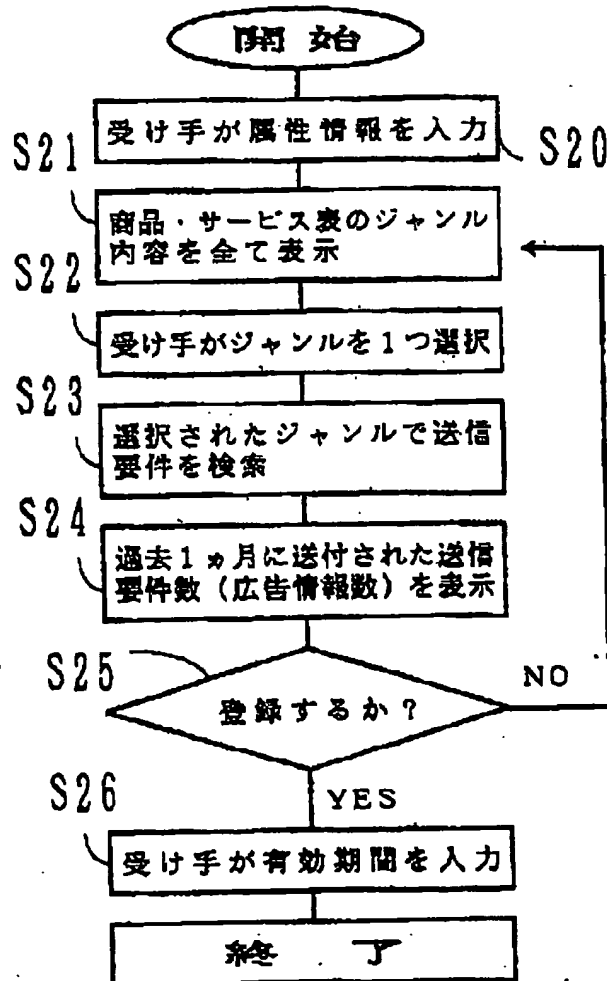 開始
受け手が属性情報を入力
S20
S21
商品・サービス表のジャンル
内容を全て表示
S22
受け手がジャンルを1つ選択
S23
選択されたジャンルで送信
要件を検索
S24
過去1ヵ月に送付された送信
要件数(広告情報数)を表示
S25
登録するか?
NO
YES
S26
受け手が有効期間を入力
終了